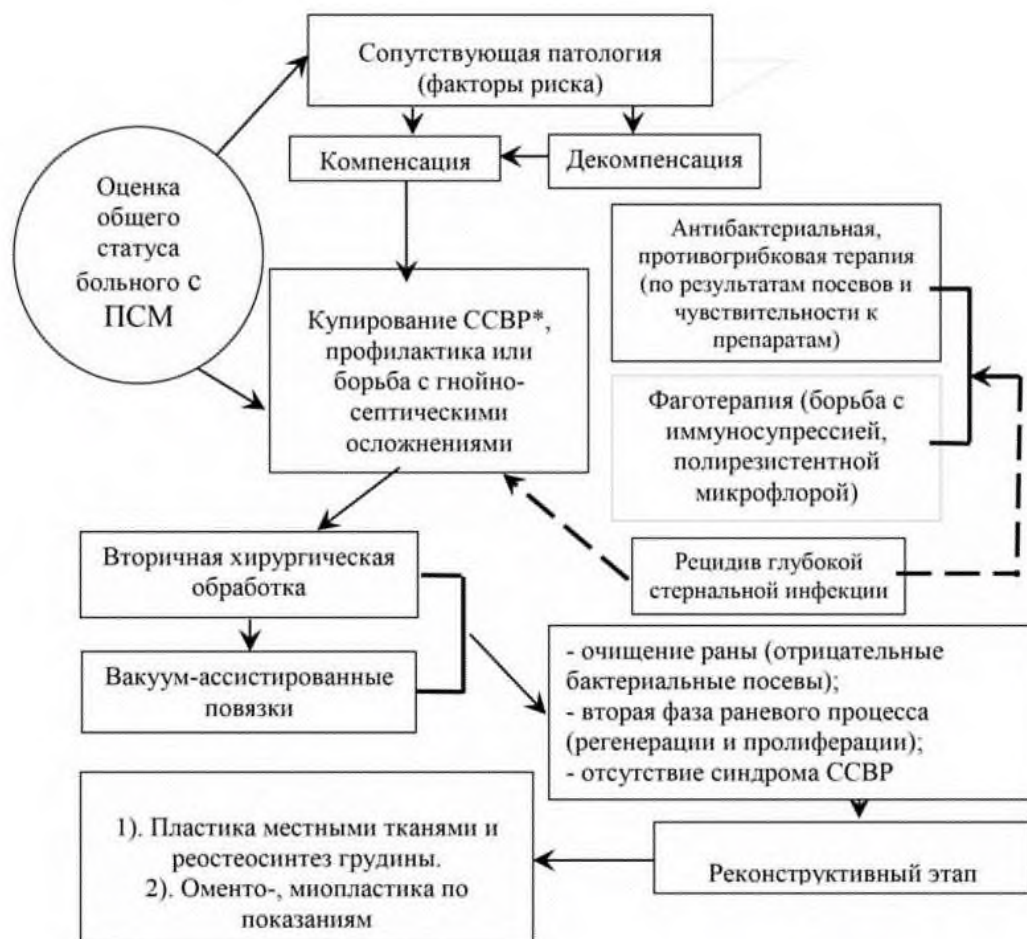 Сопутствующая патология
(факторы риска)
Компенсация
Декомпенсация
Оценка
общего
статуса
больного с
ПСМ
Антибактериальная,
противогрибковая терапия
(по результатам посевов и
чувствительности к
препаратам)
Купирование ССВР*,
профилактика или
борьба с гнойно-
септическими
осложнениями
Фаготерапия (борьба с
иммуносупрессией,
полирезистентной
микрофлорой)
Вторичная хирургическая
обработка
Рецидив глубокой
стернальной инфекции
Вакуум-ассистированные
повязки
- очищение раны (отрицательные
бактериальные посевы);
- вторая фаза раневого процесса
(регенерации и пролиферации);
- отсутствие синдрома ССВР
1). Пластика местными тканями и
реостеосинтез грудины.
2). Оменто-, миопластика по
показаниям
Реконструктивный этап